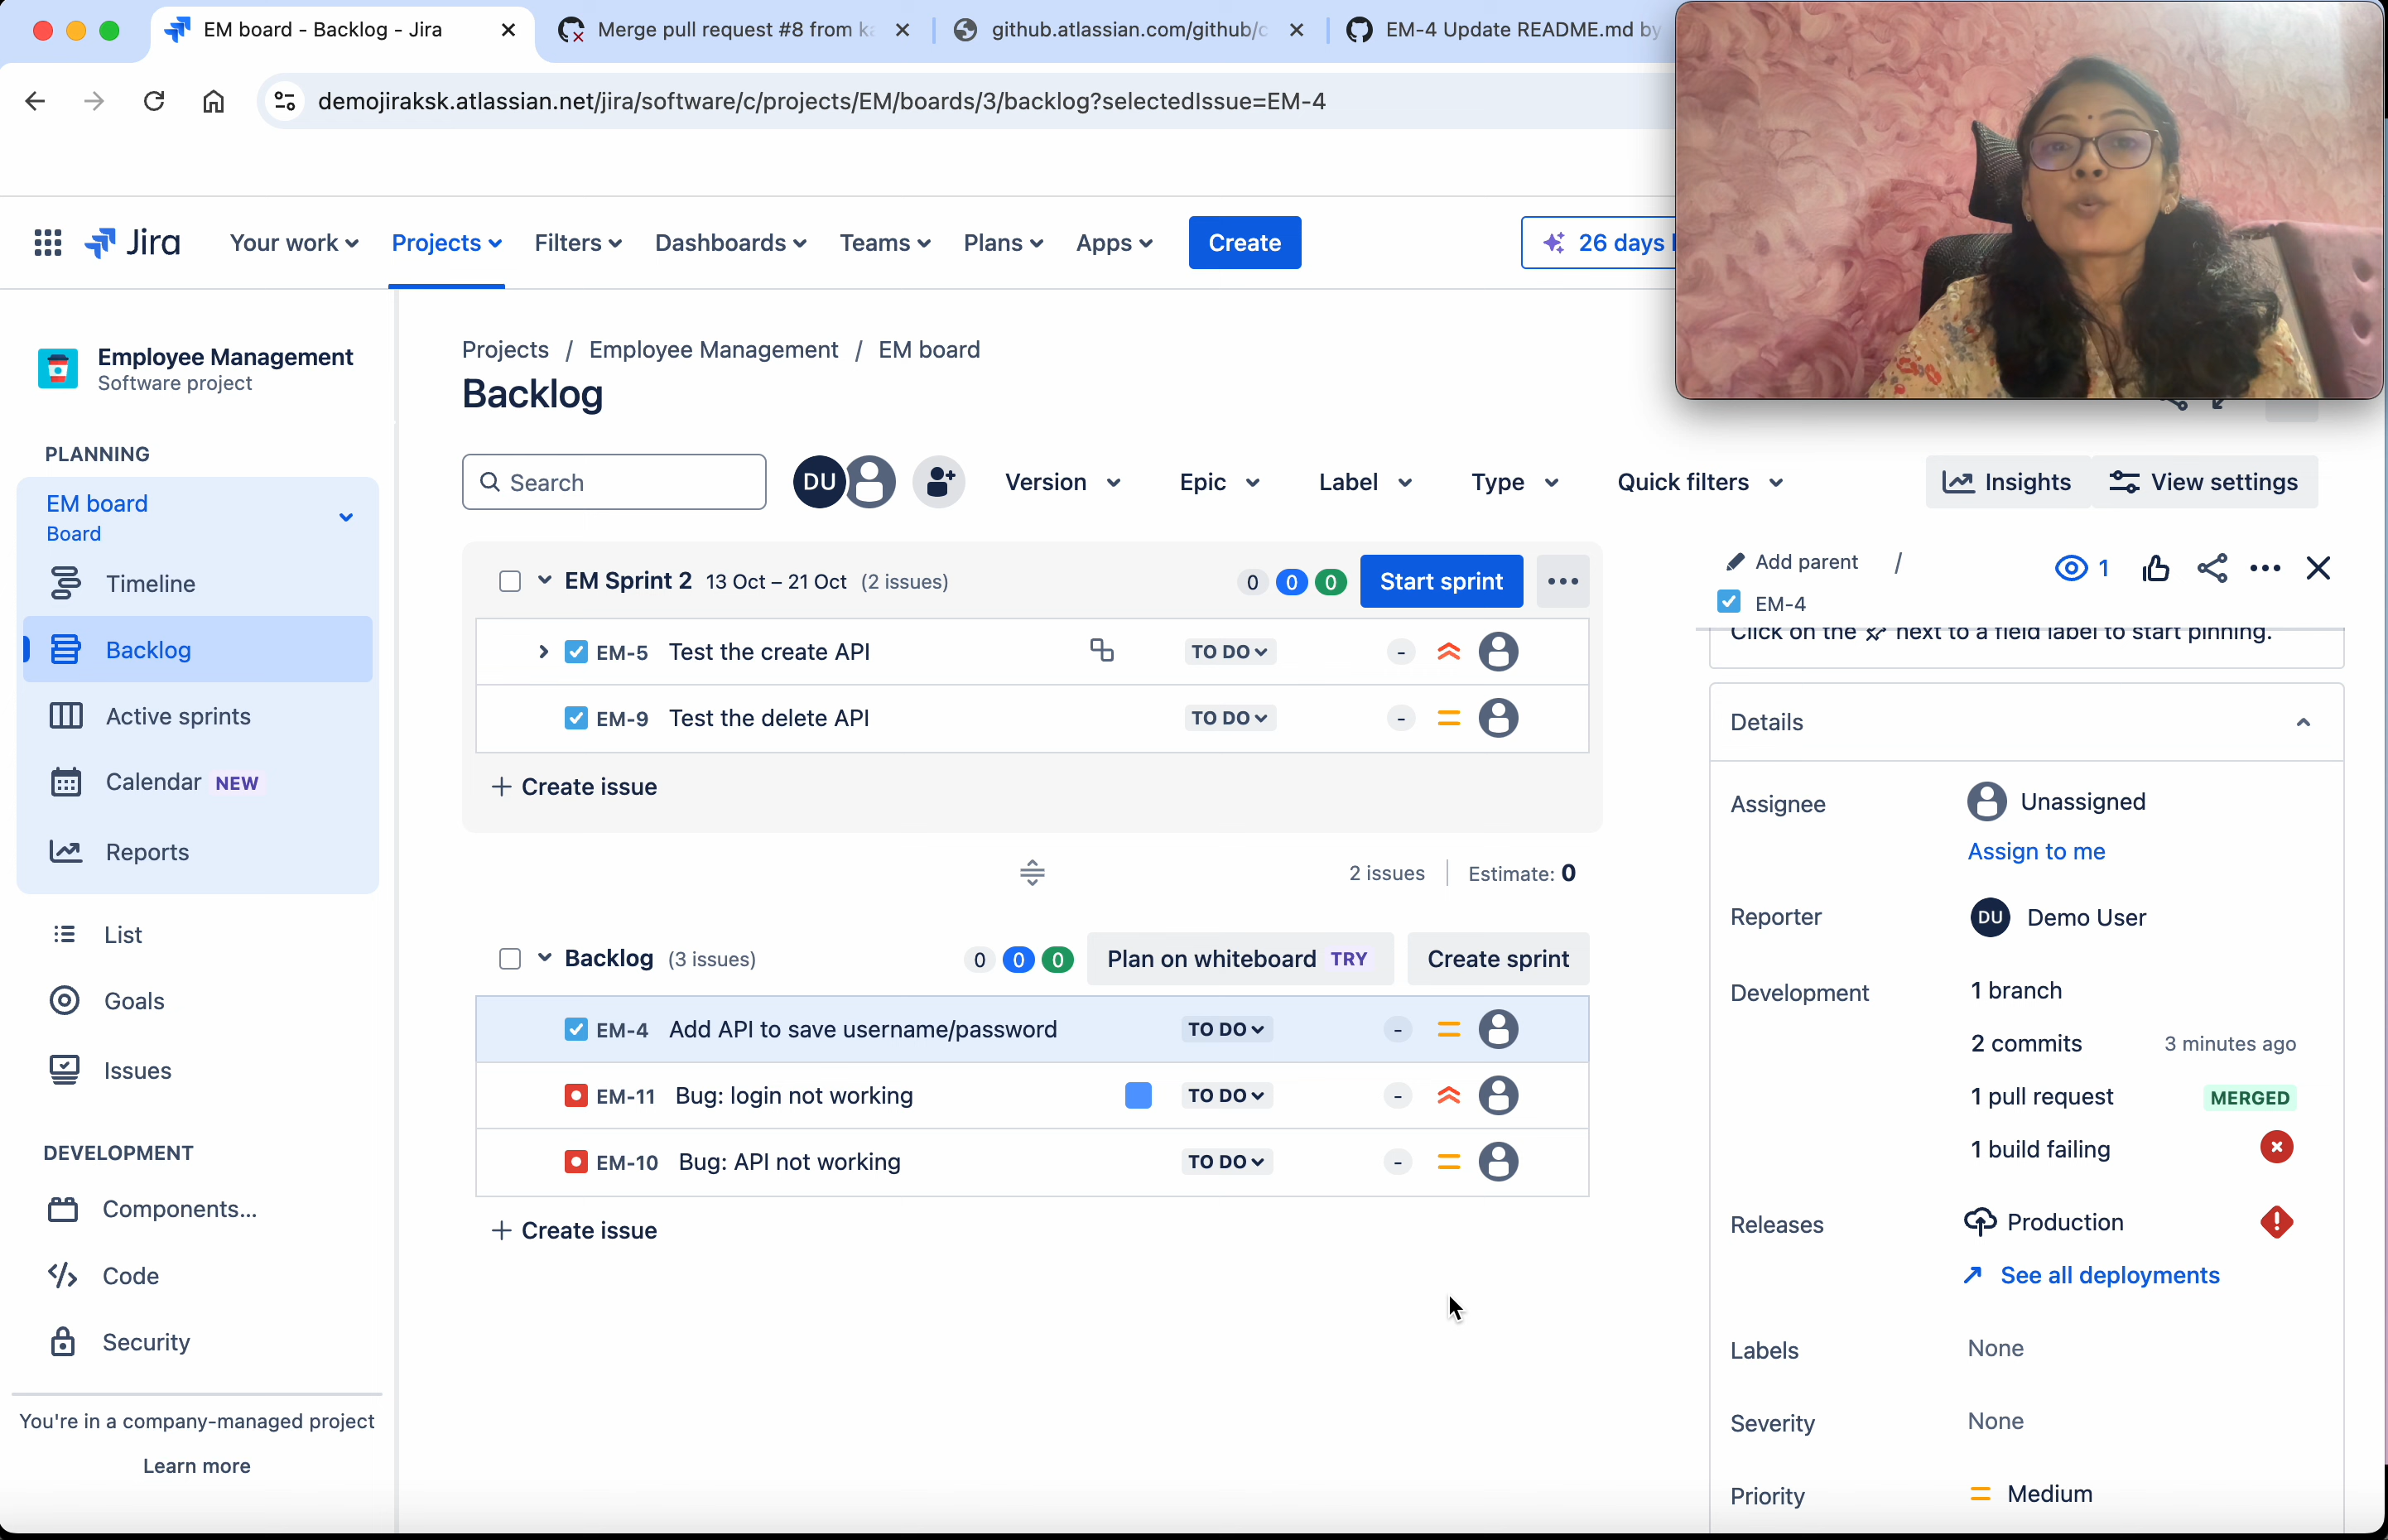 EM board - Backlog - Jira
Merge pull request #8 from ka
github.atlassian.com/github/c
EM-4 Update README.md by
demojiraksk.atlassian.net/jira/software/c/projects/EM/boards/3/backlog?selectedIssue=EM-4
Jira
Your work
Projects
Filters
Dashboards
Teams
Plans
Apps
Create
26 days
Employee Management
Software project
PLANNING
EM board
Board
Timeline
Backlog
Active sprints
Calendar NEW
Reports
List
Goals
Issues
DEVELOPMENT
Components...
Code
Security
You're in a company-managed project
Learn more
Projects / Employee Management / EM board
Backlog
Search
DU
Version
Epic
Label
Type
Quick filters
Insights
View settings
EM Sprint 2 13 Oct – 21 Oct (2 issues)
0 0 0
Start sprint
EM-5 Test the create API TO DO -
EM-9 Test the delete API TO DO -
+ Create issue
2 issues
Estimate: 0
Backlog (3 issues)
0 0 0
Plan on whiteboard TRY
Create sprint
EM-4 Add API to save username/password TO DO -
EM-11 Bug: login not working TO DO -
EM-10 Bug: API not working TO DO -
+ Create issue
Add parent /
1
EM-4
Click on the next to a field label to start pinning.
Details
Assignee
Unassigned
Assign to me
Reporter
DU Demo User
Development
1 branch
2 commits 3 minutes ago
1 pull request MERGED
1 build failing
Releases
Production
See all deployments
Labels
None
Severity
None
Priority
Medium